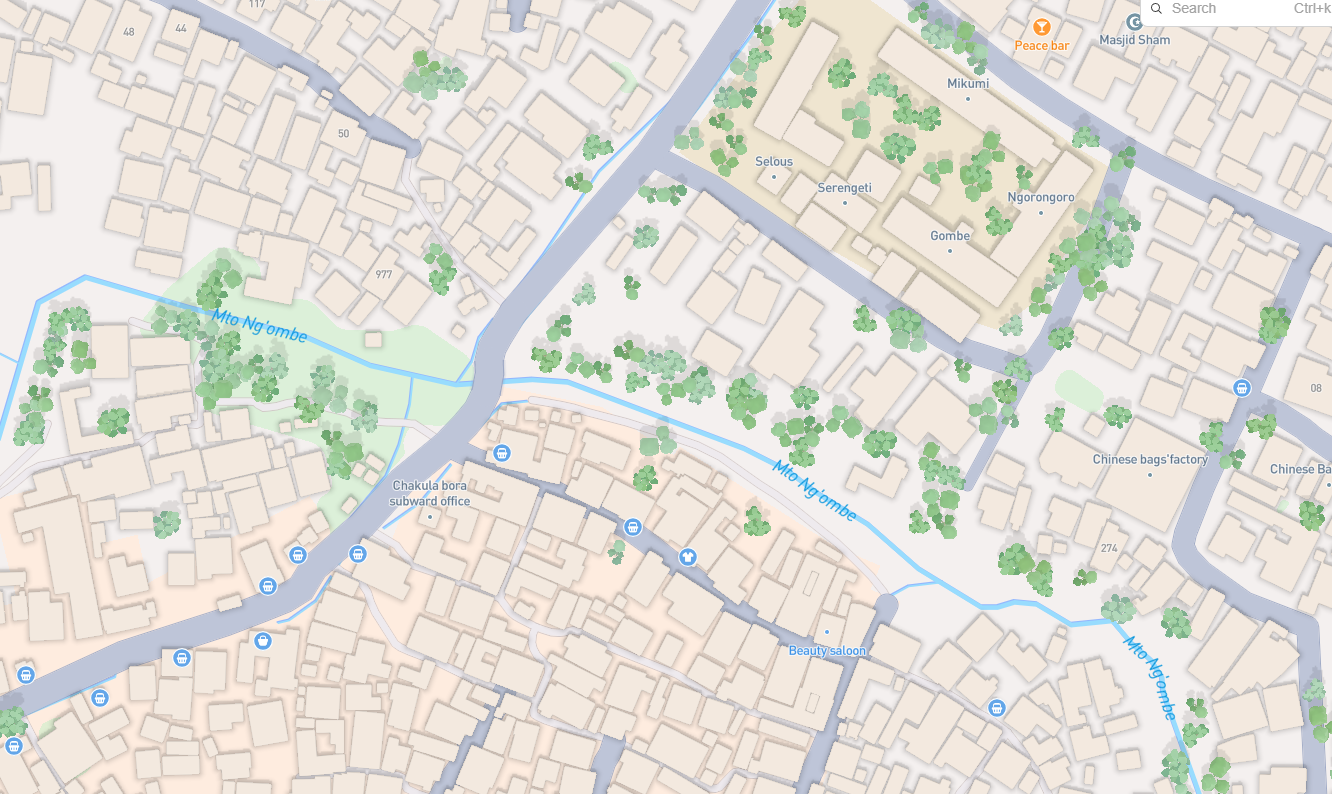 117
48
44
Search
Ctrl+k
Peace bar
Masjid Sham
Mikumi
50
Selous
Serengeti
Ngorongoro
Gombe
977
Mto Ng'ombe
08
Chinese bags'factory
Chinese Ba
Chakula bora
subward office
Mto Ng'ombe
274
Beauty saloon
Mto Ng'ombe